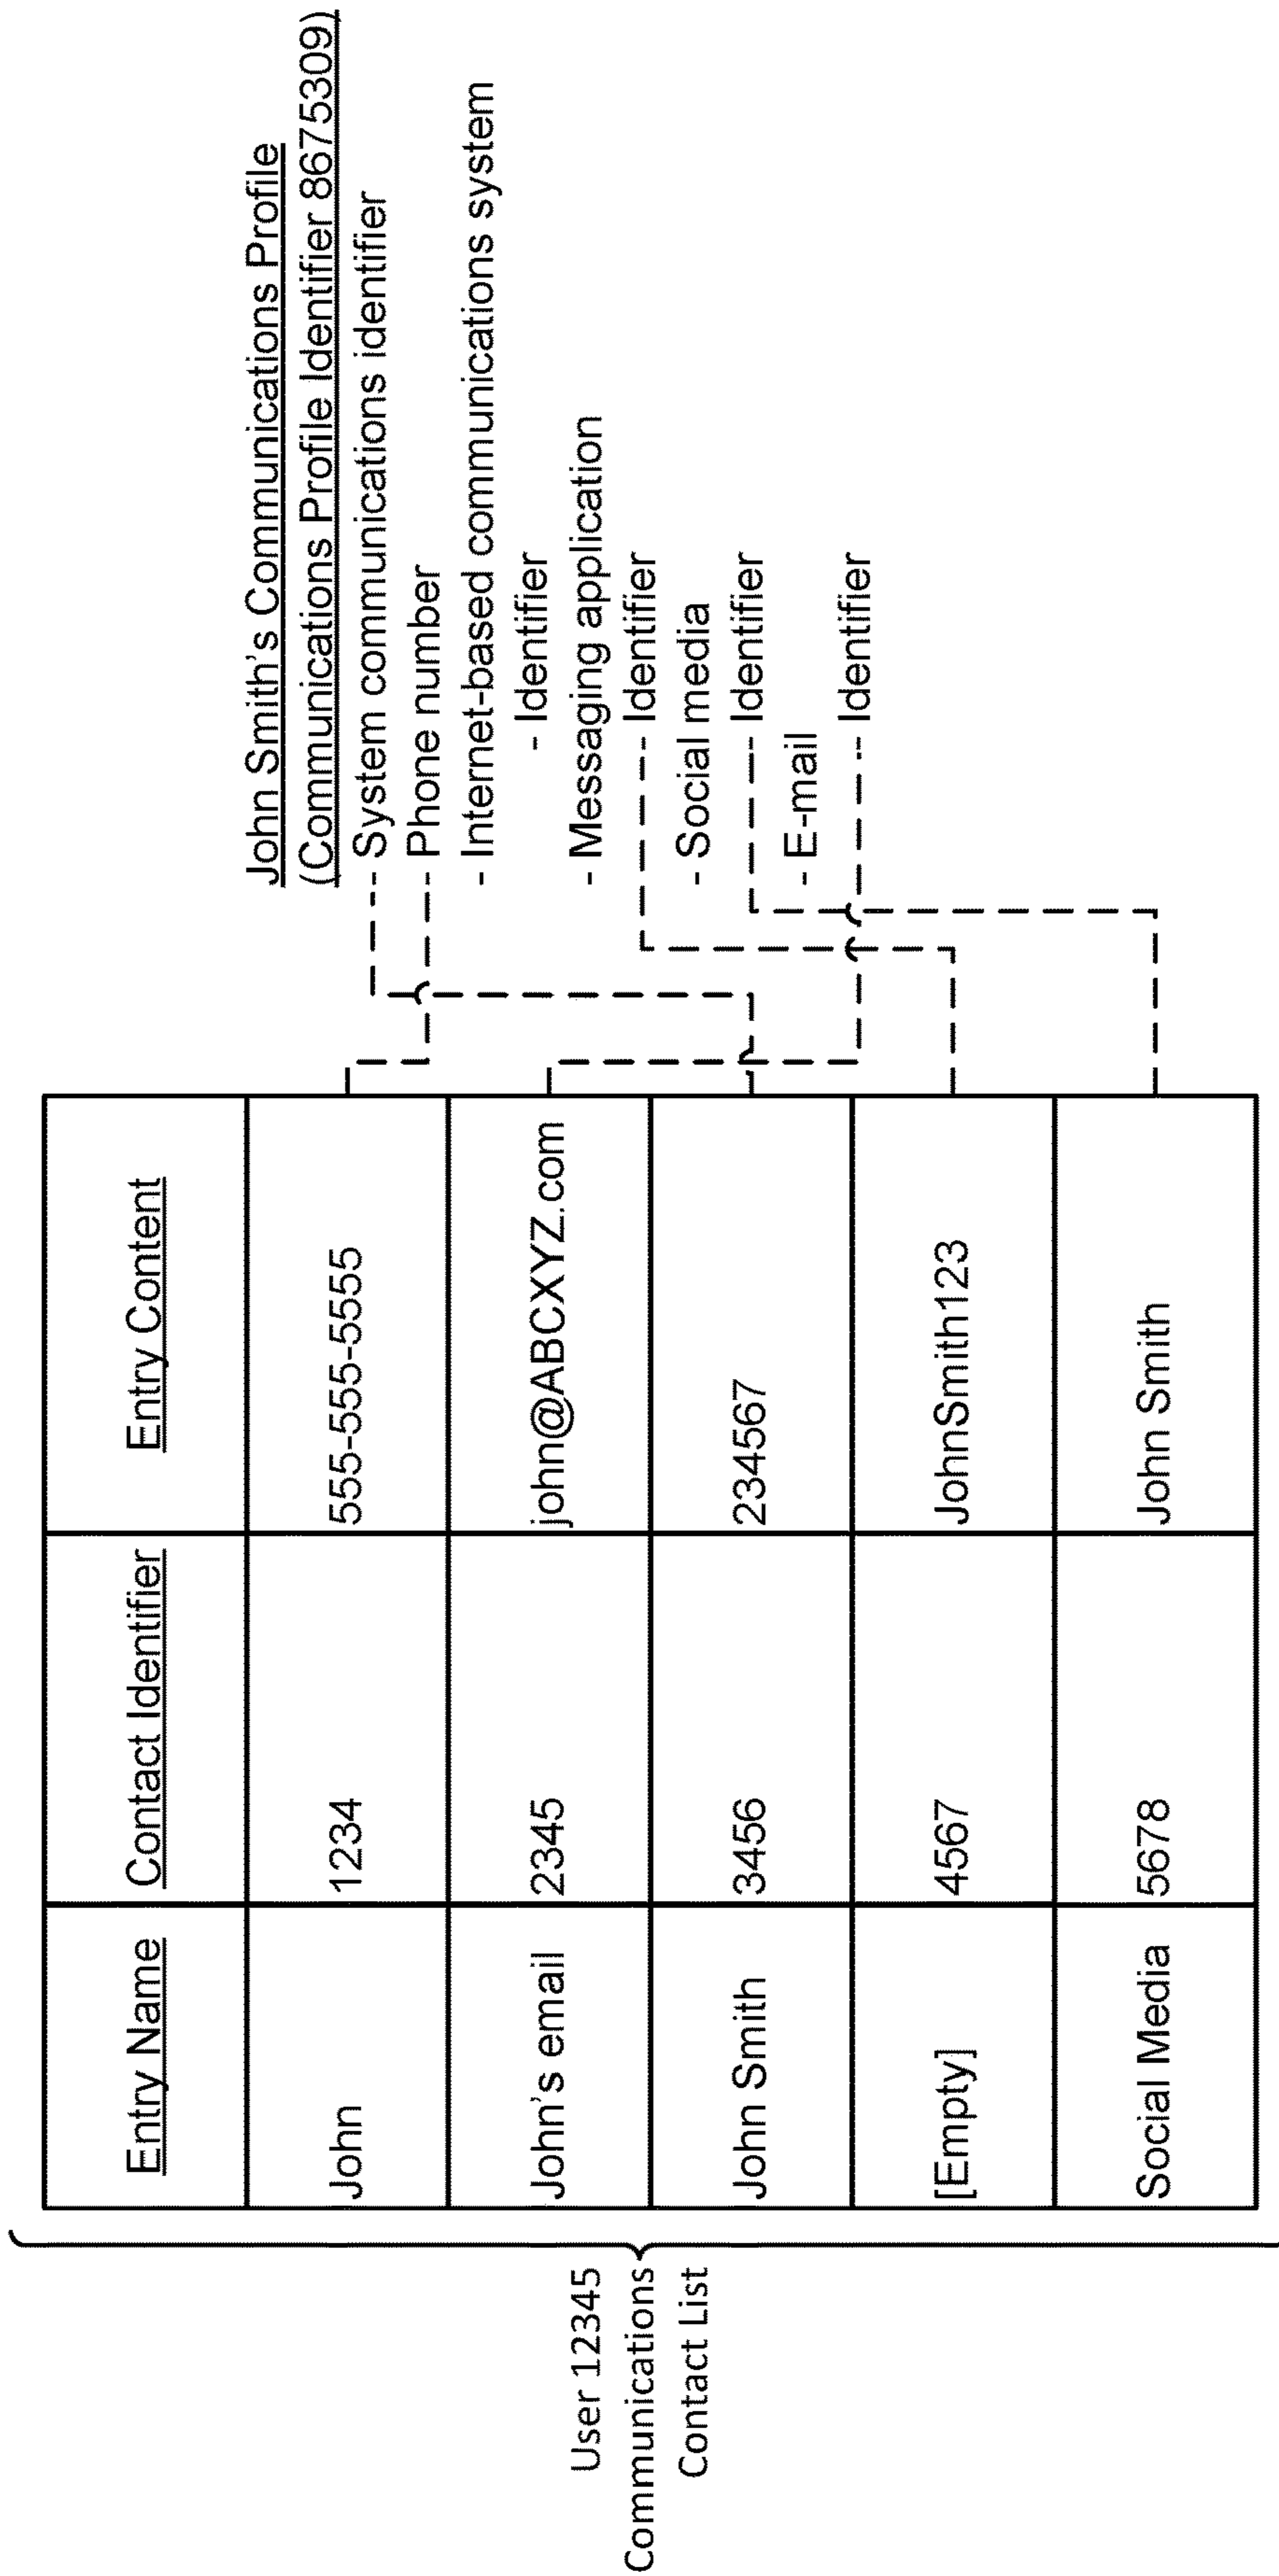 User 12345
Communications
Contact List
Entry Name Contact Identifier Entry Content
John 1234 555-555-5555
John's email 2345 john@ABCXYZ.com
John Smith 3456 234567
[Empty] 4567 JohnSmith123
Social Media 5678 John Smith
John Smith's Communications Profile
(Communications Profile Identifier 8675309)
- System communications identifier
- Phone number
- Internet-based communications system
- Identifier
- Messaging application
- Identifier
- Social media
- Identifier
- E-mail
- Identifier